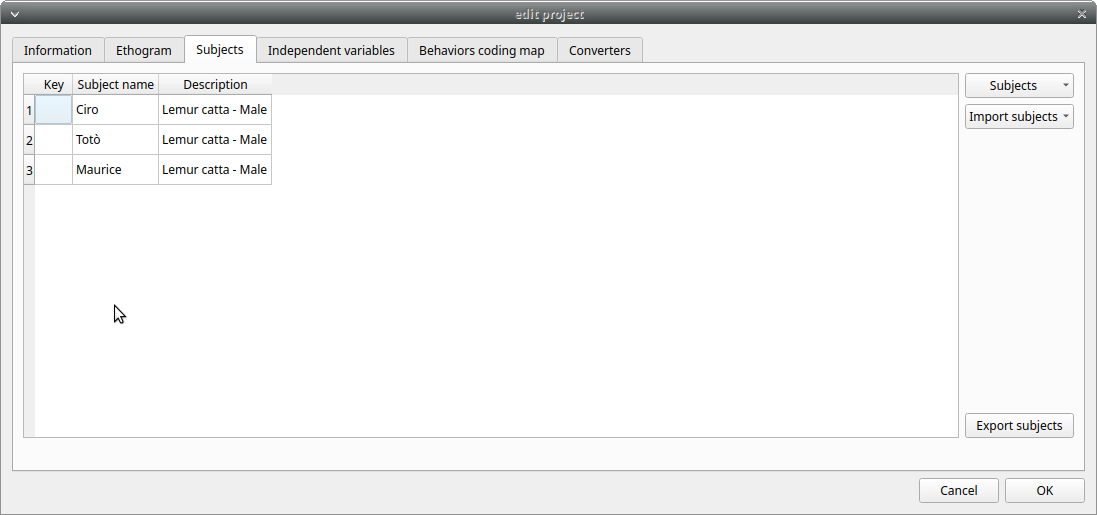 edit project
Information Ethogram Subjects Independent variables Behaviors coding map Converters
Key Subject name Description
1 Ciro Lemur catta - Male
2 Totò Lemur catta - Male
3 Maurice Lemur catta - Male
Subjects
Import subjects
Export subjects
Cancel OK